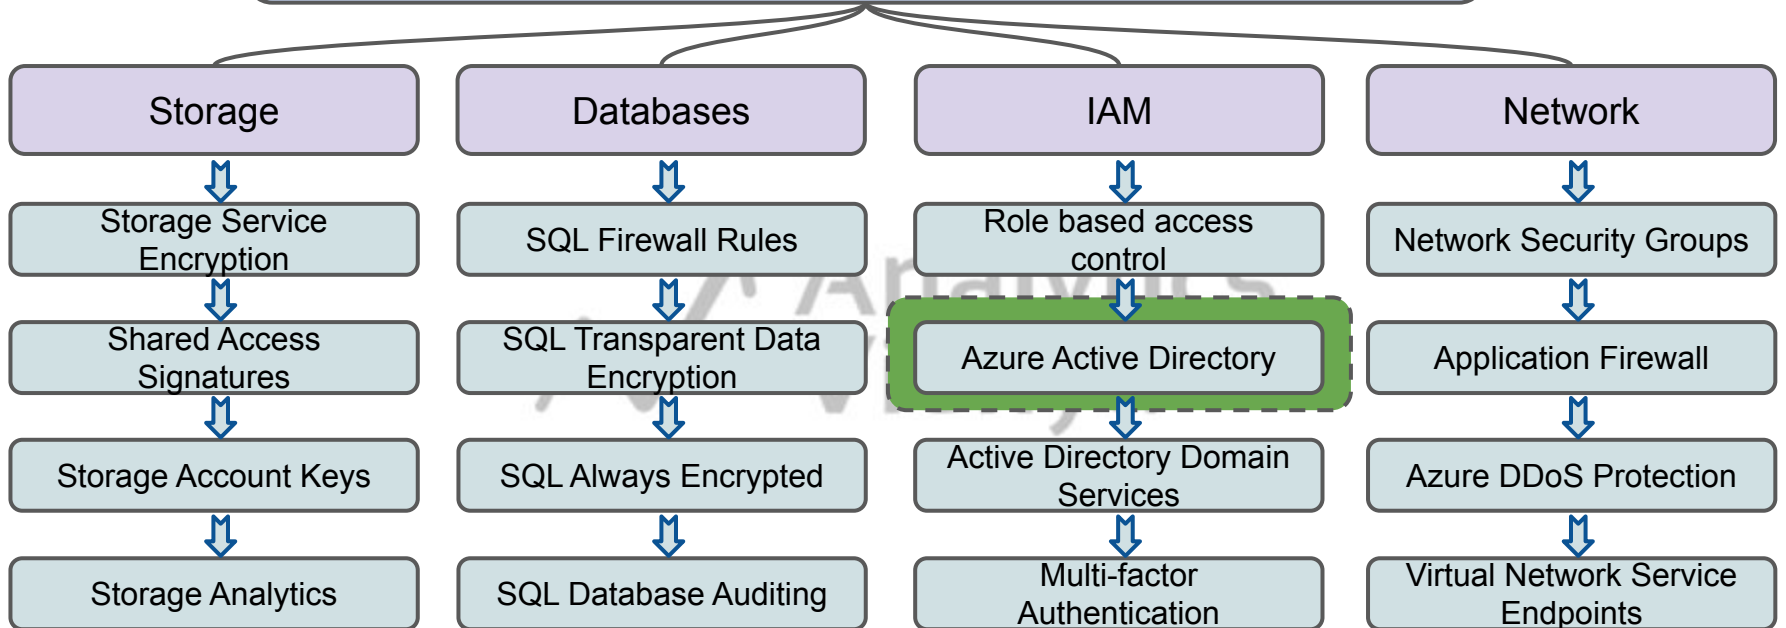 Storage
Databases
IAM
Network
Storage Service
Encryption
SQL Firewall Rules
Role based access
control
Network Security Groups
Shared Access
Signatures
SQL Transparent Data
Encryption
Azure Active Directory
Application Firewall
Storage Account Keys
SQL Always Encrypted
Active Directory Domain
Services
Azure DDoS Protection
Storage Analytics
SQL Database Auditing
Multi-factor
Authentication
Virtual Network Service
Endpoints
Analytics